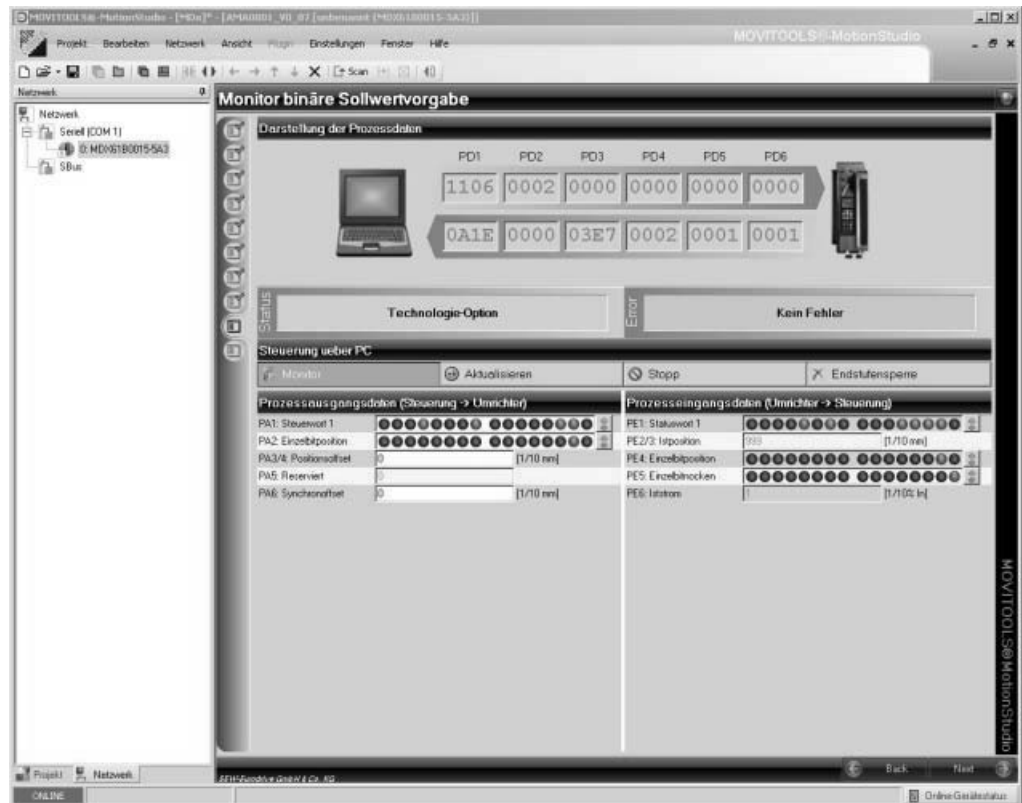 MOVITOOLS®-MotionStudio
Projekt Bearbeiten Netzwerk Ansicht Plugin Einstellungen Fenster Hilfe
Scan
Netzwerk
Netzwerk
Seriell (COM 1)
0: MDX61B0015-5A3
SBus
Monitor binäre Sollwertvorgabe
Darstellung der Prozessdaten
PD1 PD2 PD3 PD4 PD5 PD6
1106 0002 0000 0000 0000 0000
0A1E 0000 03E7 0002 0001 0001
Status
Technologie-Option
Error
Kein Fehler
Steuerung ueber PC
Monitor
Aktualisieren
Stopp
Endstufensperre
Prozessausgangsdaten (Steuerung -> Umrichter)
PA1: Steuerwort 1
PA2: Einzelbitposition
PA3/4: Positionsoffset 0 [1/10 mm]
PA5: Reserviert 0
PA6: Synchronoffset 0 [1/10 mm]
Prozesseingangsdaten (Umrichter -> Steuerung)
PE1: Statuswort 1
PE2/3: Istposition 999 [1/10 mm]
PE4: Einzelbitposition
PE5: Einzelbitnocken
PE6: Iststrom 1 [1/10% In]
MOVITOOLS® MotionStudio
Back Next
SEW-Eurodrive GmbH & Co. KG
Projekt Netzwerk
ONLINE
Online-Gerätestatus